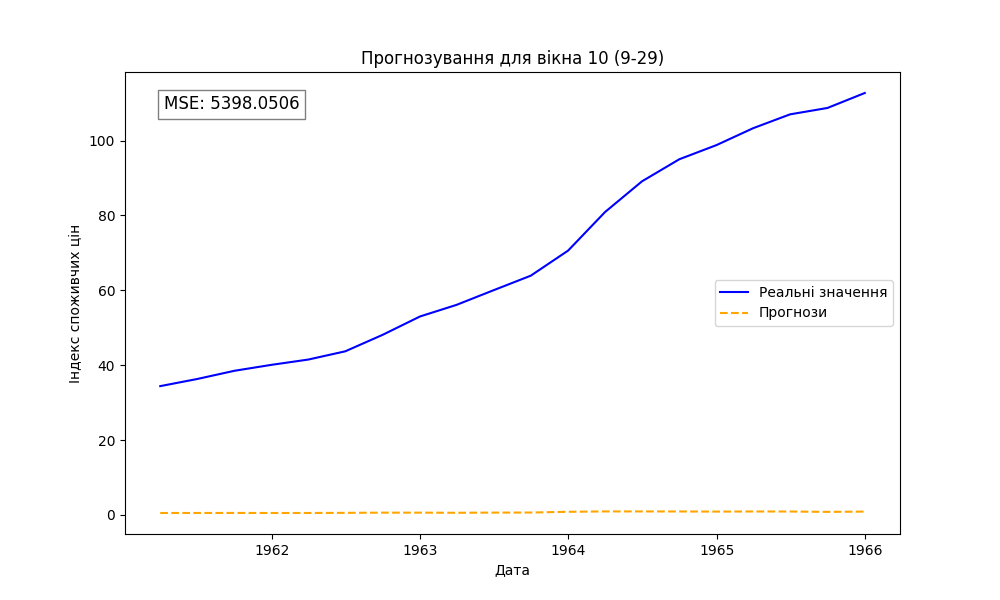 Прогнозування для вікна 10 (9-29)
MSE: 5398.0506
Індекс споживчих цін
100
80
60
40
20
0
Реальні значення
Прогнози
1962
1963
1964
1965
1966
Дата